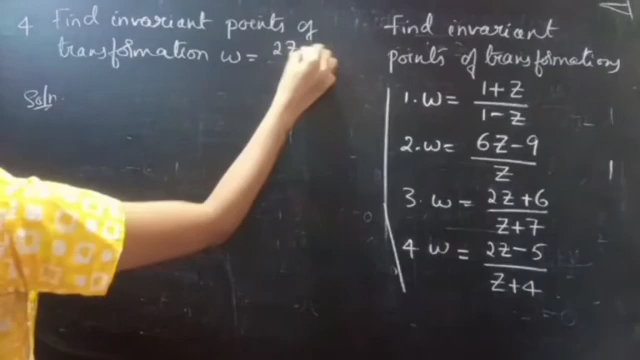 4 Find invariant points of
transformation ω = 2Z
Soln.
Find invariant
points of transformations
1. ω = 1+Z / 1-Z
2. ω = 6Z-9 / Z
3. ω = 2Z+6 / Z+7
4 ω = 2Z-5 / Z+4